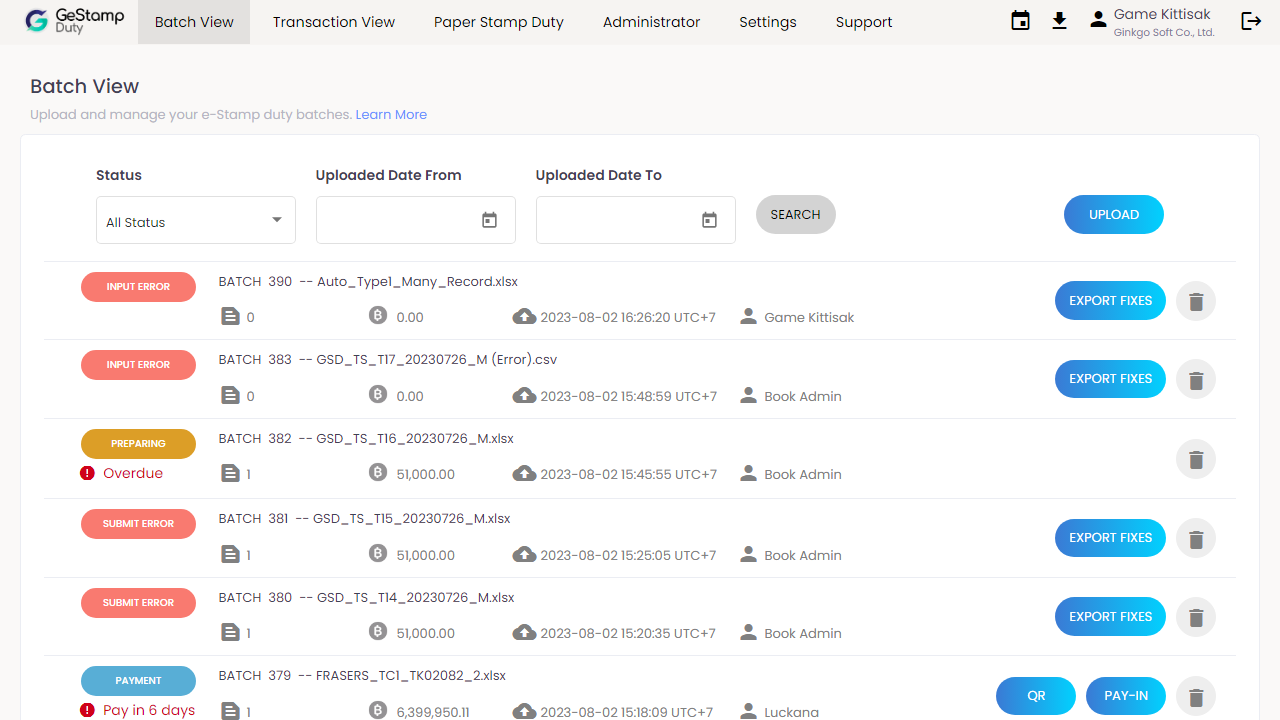 GeStamp
Duty
Batch View
Transaction View
Paper Stamp Duty
Administrator
Settings
Support
Game Kittisak
Ginkgo Soft Co., Ltd.
Batch View
Upload and manage your e-Stamp duty batches. Learn More
Status
Uploaded Date From
Uploaded Date To
All Status
SEARCH
UPLOAD
INPUT ERROR
BATCH 390 -- Auto_Type1_Many_Record.xlsx
0
0.00
2023-08-02 16:26:20 UTC+7
Game Kittisak
EXPORT FIXES
INPUT ERROR
BATCH 383 -- GSD_TS_T17_20230726_M (Error).csv
0
0.00
2023-08-02 15:48:59 UTC+7
Book Admin
EXPORT FIXES
PREPARING
Overdue
BATCH 382 -- GSD_TS_T16_20230726_M.xlsx
1
51,000.00
2023-08-02 15:45:55 UTC+7
Book Admin
SUBMIT ERROR
BATCH 381 -- GSD_TS_T15_20230726_M.xlsx
1
51,000.00
2023-08-02 15:25:05 UTC+7
Book Admin
EXPORT FIXES
SUBMIT ERROR
BATCH 380 -- GSD_TS_T14_20230726_M.xlsx
1
51,000.00
2023-08-02 15:20:35 UTC+7
Book Admin
EXPORT FIXES
PAYMENT
Pay in 6 days
BATCH 379 -- FRASERS_TC1_TK02082_2.xlsx
1
6,399,950.11
2023-08-02 15:18:09 UTC+7
Luckana
QR
PAY-IN